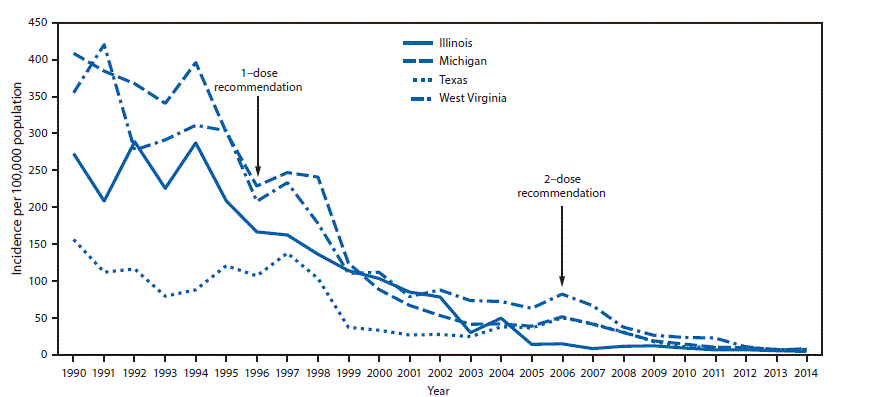 450
400
350
300
250
200
150
100
50
0
Incidence per 100,000 population
1–dose
recommendation
Illinois
Michigan
Texas
West Virginia
2–dose
recommendation
1990 1991 1992 1993 1994 1995 1996 1997 1998 1999 2000 2001 2002 2003 2004 2005 2006 2007 2008 2009 2010 2011 2012 2013 2014
Year